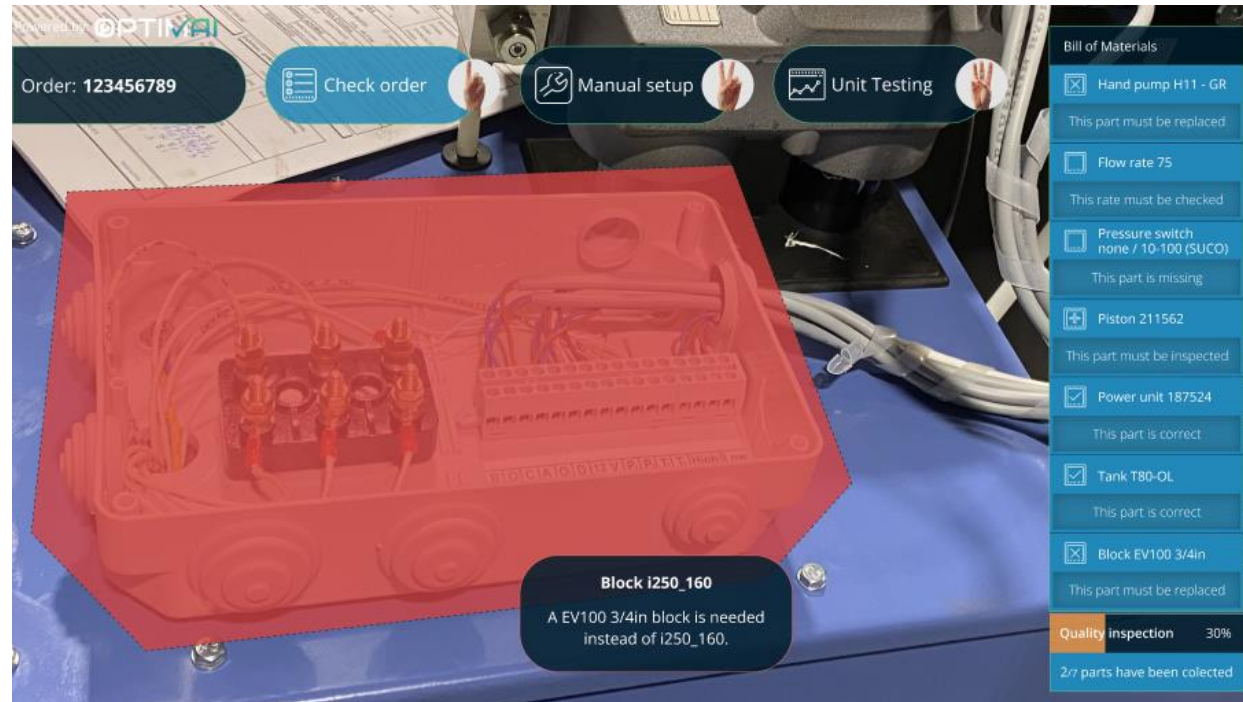 Powered by: OPTIMAI
Order: 123456789
Check order
Manual setup
Unit Testing
Bill of Materials
Hand pump H11 - GR
This part must be replaced
Flow rate 75
This rate must be checked
Pressure switch
none / 10-100 (SUCO)
This part is missing
Piston 211562
This part must be inspected
Power unit 187524
This part is correct
Tank T80-OL
This part is correct
Block EV100 3/4in
This part must be replaced
Quality inspection 30%
2/7 parts have been colected
Block i250_160
A EV100 3/4in block is needed
instead of i250_160.